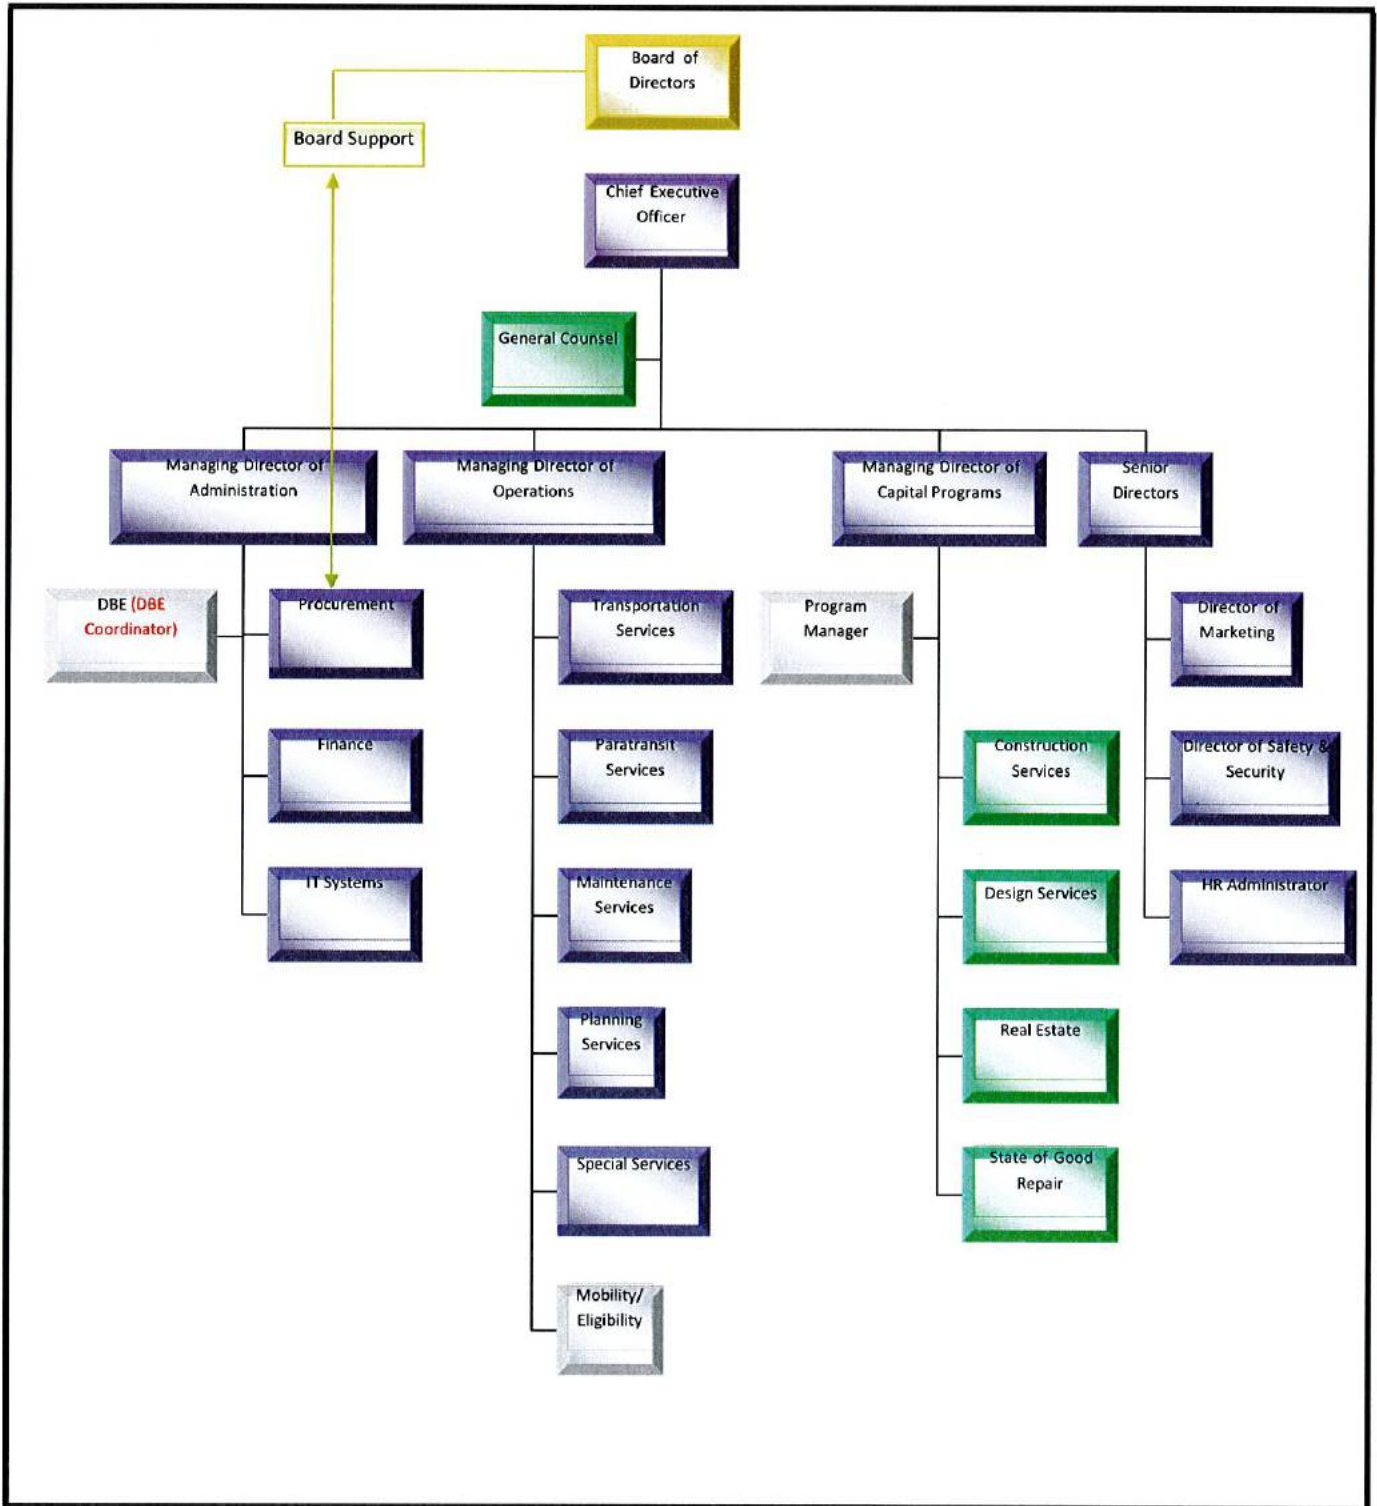 Board of
Directors
Board Support
Chief Executive
Officer
General Counsel
Managing Director of
Administration
Managing Director of
Operations
Managing Director of
Capital Programs
Senior
Directors
DBE (DBE
Coordinator)
Procurement
Transportation
Services
Program
Manager
Director of
Marketing
Finance
Paratransit
Services
Construction
Services
Director of Safety &
Security
IT Systems
Maintenance
Services
Design Services
HR Administrator
Planning
Services
Real Estate
Special Services
State of Good
Repair
Mobility/
Eligibility